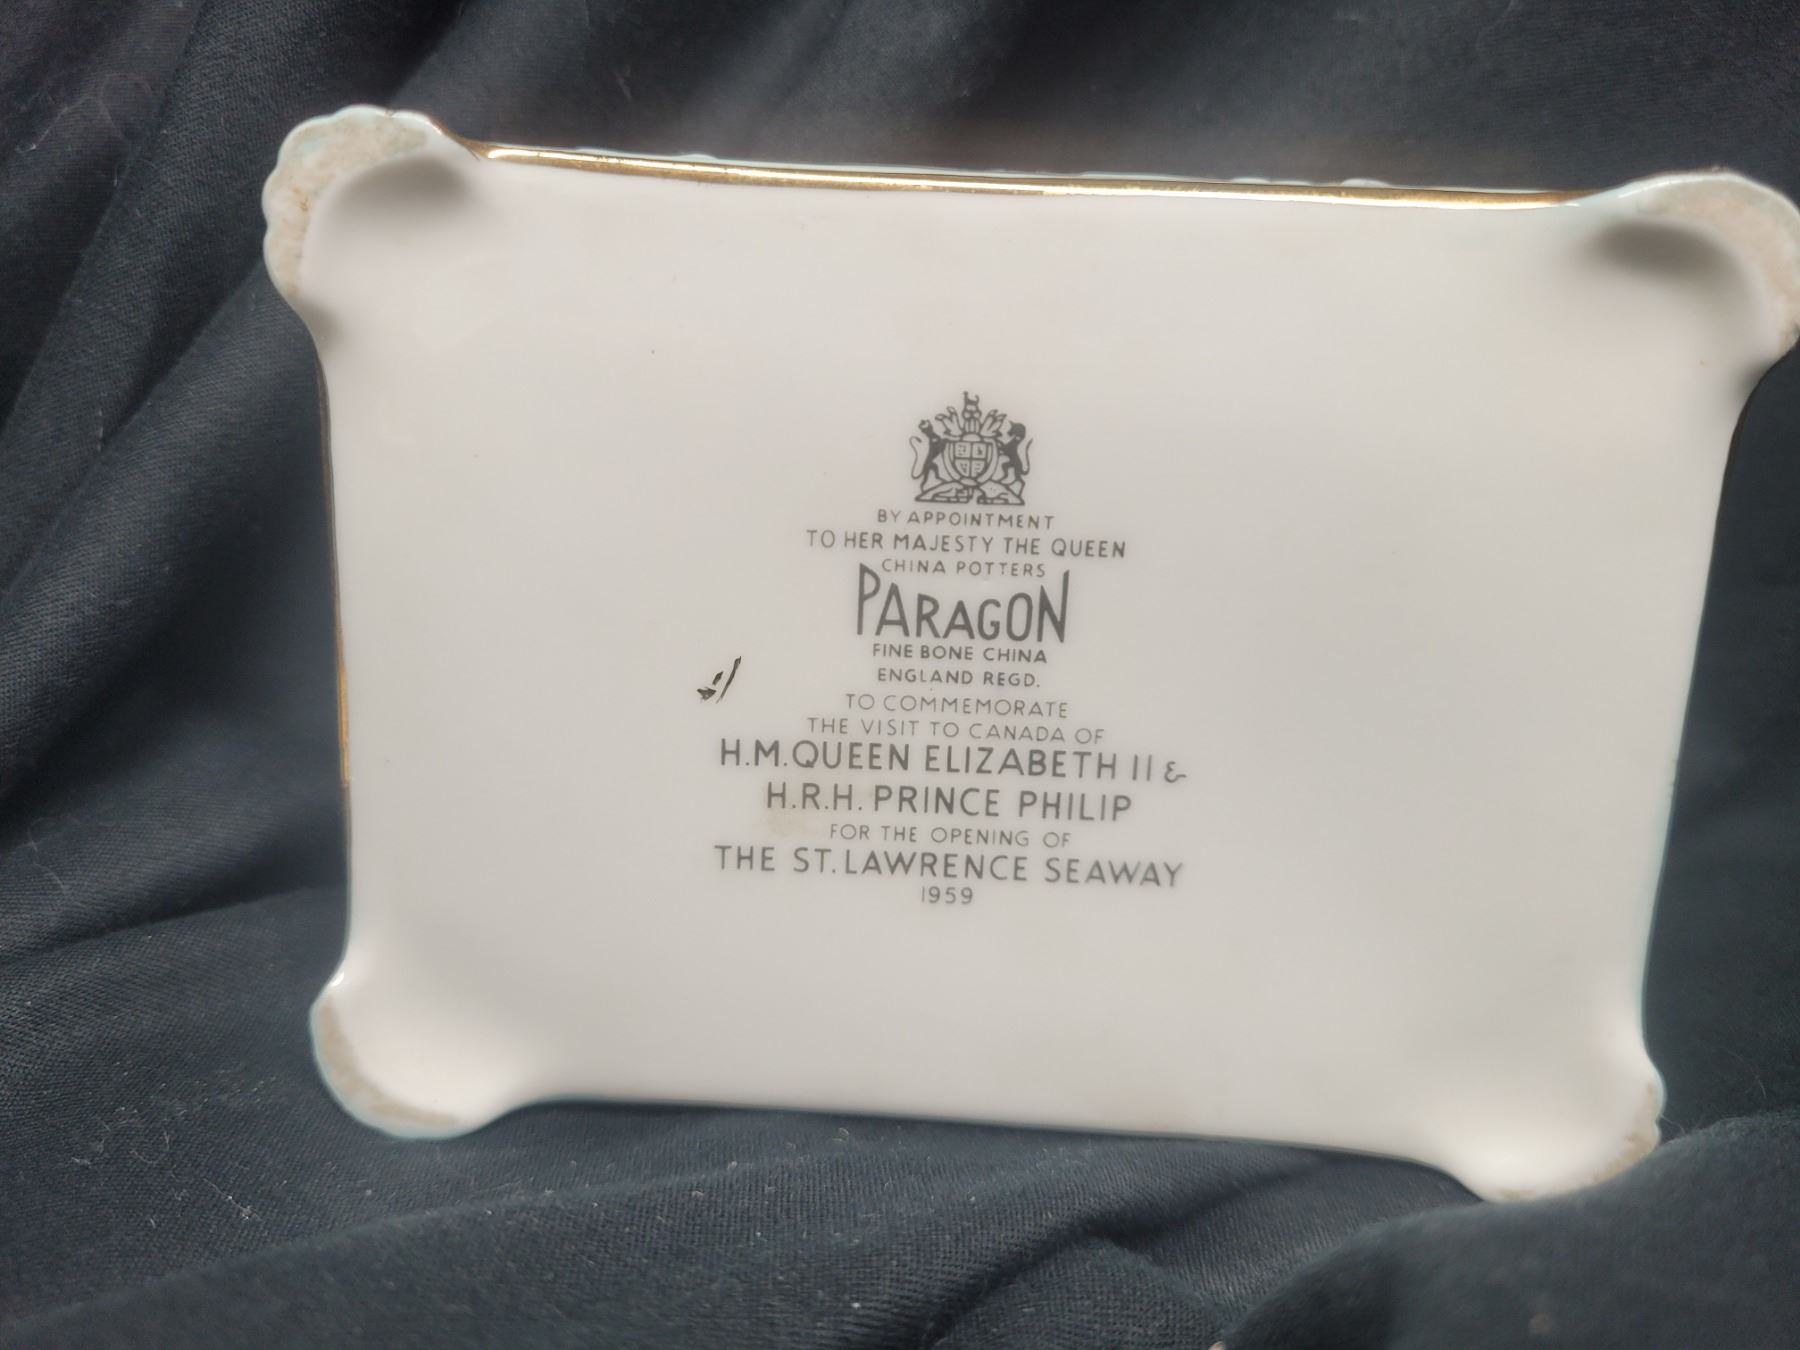 BY APPOINTMENT
TO HER MAJESTY THE QUEEN
CHINA POTTERS
PARAGON
FINE BONE CHINA
ENGLAND REGD.
TO COMMEMORATE
THE VISIT TO CANADA OF
H.M.QUEEN ELIZABETH II &
H.R.H. PRINCE PHILIP
FOR THE OPENING OF
THE ST. LAWRENCE SEAWAY
1959